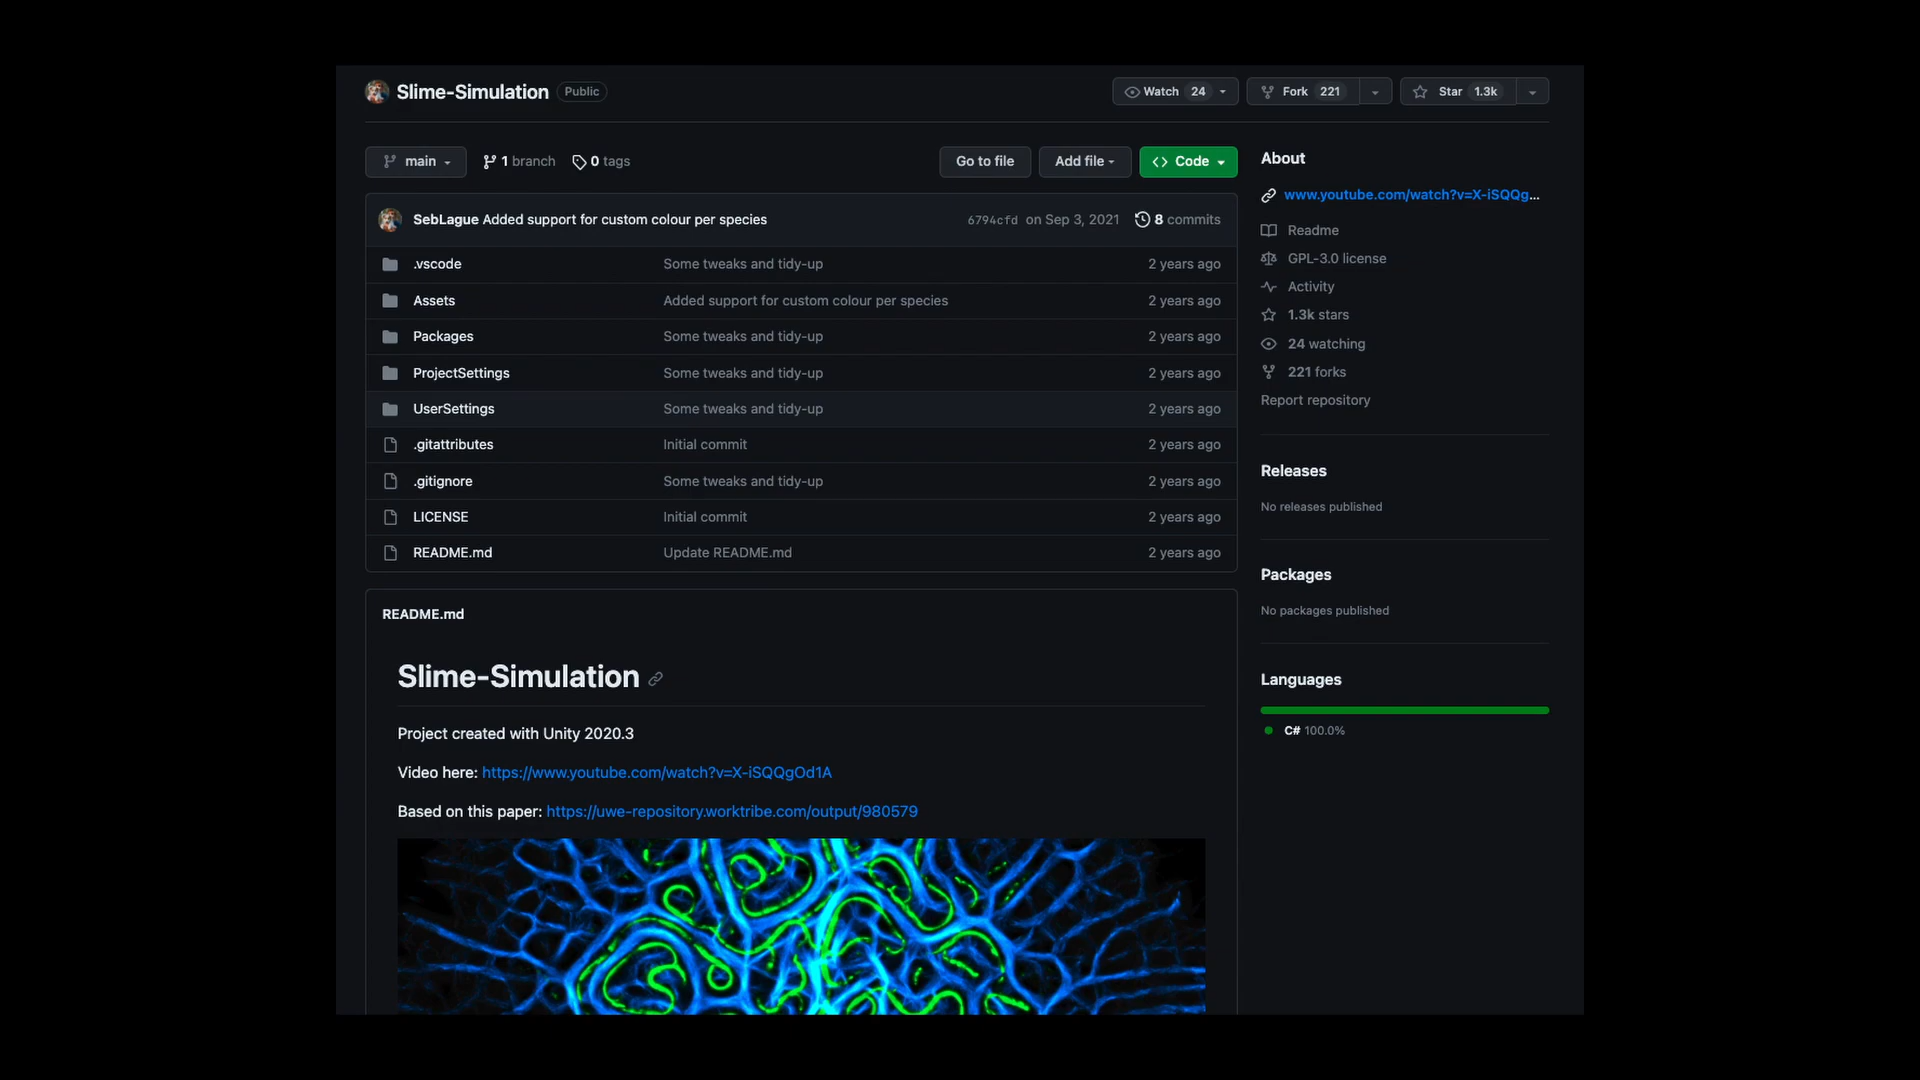 Slime-Simulation Public Watch 24 Fork 221 Star 1.3k
main 1 branch 0 tags Go to file Add file Code
SebLague Added support for custom colour per species 6794cfd on Sep 3, 2021 8 commits
.vscode Some tweaks and tidy-up 2 years ago
Assets Added support for custom colour per species 2 years ago
Packages Some tweaks and tidy-up 2 years ago
ProjectSettings Some tweaks and tidy-up 2 years ago
UserSettings Some tweaks and tidy-up 2 years ago
.gitattributes Initial commit 2 years ago
.gitignore Some tweaks and tidy-up 2 years ago
LICENSE Initial commit 2 years ago
README.md Update README.md 2 years ago
README.md
Slime-Simulation
Project created with Unity 2020.3
Video here: https://www.youtube.com/watch?v=X-iSQQgOd1A
Based on this paper: https://uwe-repository.worktribe.com/output/980579
About
www.youtube.com/watch?v=X-iSQQg...
Readme
GPL-3.0 license
Activity
1.3k stars
24 watching
221 forks
Report repository
Releases
No releases published
Packages
No packages published
Languages
C# 100.0%